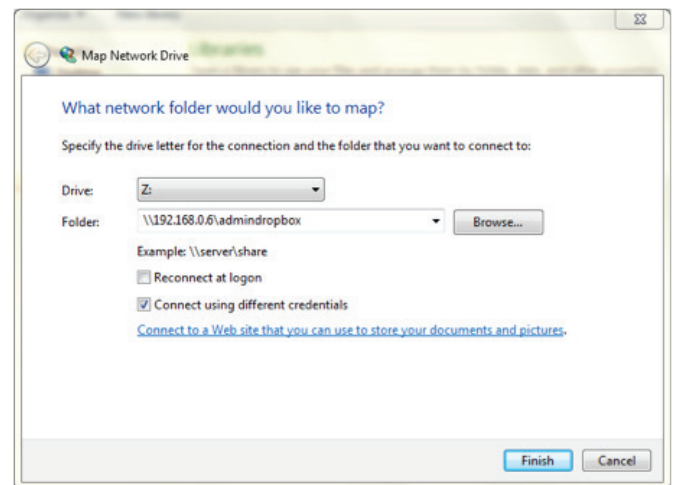 Libraries
Map Network Drive
What network folder would you like to map?
Specify the drive letter for the connection and the folder that you want to connect to:
Drive: Z:
Folder: \\192.168.0.6\admindropbox Browse...
Example: \\server\share
Reconnect at logon
Connect using different credentials
Connect to a Web site that you can use to store your documents and pictures.
Finish Cancel